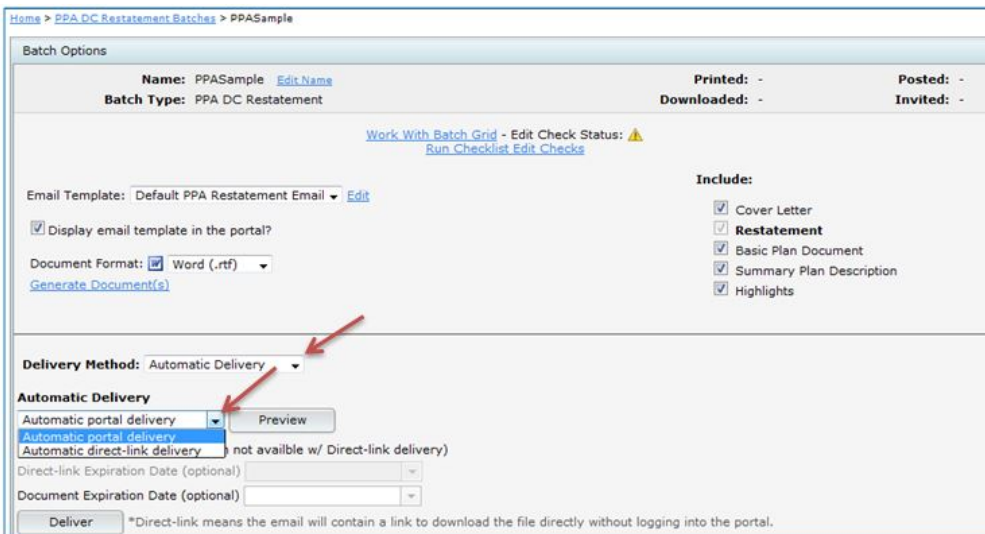 Home > PPA DC Restatement Batches > PPASample
Batch Options
Name: PPASample Edit Name Printed: - Posted: -
Batch Type: PPA DC Restatement Downloaded: - Invited: -
Work With Batch Grid - Edit Check Status:
Run Checklist Edit Checks
Include:
Email Template: Default PPA Restatement Email Edit
Cover Letter
Display email template in the portal?
Restatement
Basic Plan Document
Document Format: Word (.rtf)
Summary Plan Description
Generate Document(s)
Highlights
Delivery Method: Automatic Delivery
Automatic Delivery
Automatic portal delivery Preview
Automatic portal delivery
Automatic direct-link delivery not availble w/ Direct-link delivery)
Direct-link Expiration Date (optional)
Document Expiration Date (optional)
Deliver *Direct-link means the email will contain a link to download the file directly without logging into the portal.